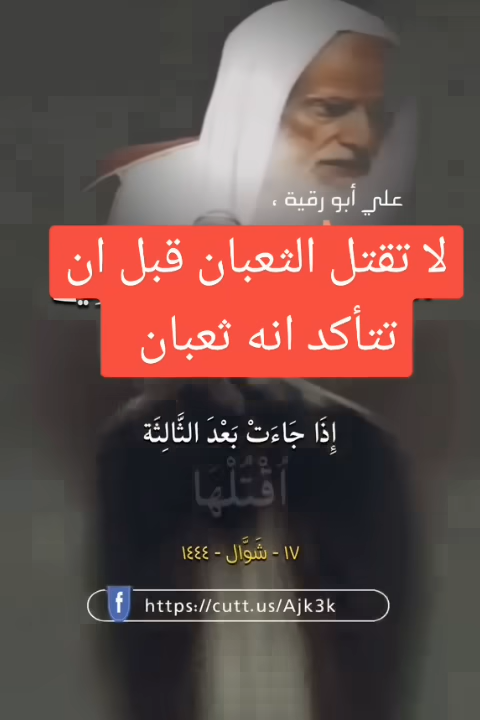 علي أبو رقية ،
لا تقتل الثعبان قبل ان
تتأكد انه ثعبان
إِذَا جَاءَتْ بَعْدَ الثَّالِثَة
اُقْتُلْهَا
١٧ - شَوَّال - ١٤٤٤
https://cutt.us/Ajk3k